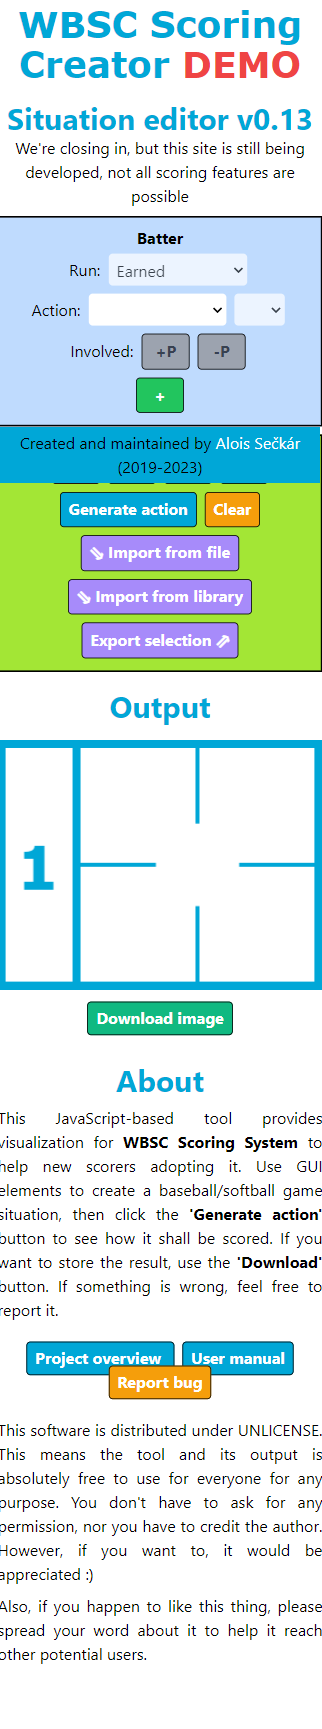 WBSC Scoring
Creator DEMO
Situation editor v0.13
We're closing in, but this site is still being
developed, not all scoring features are
possible
Batter
Run: Earned
Action:
Involved: +P -P
+
Created and maintained by Alois Sečkár
(2019-2023)
Generate action Clear
⇘ Import from file
⇘ Import from library
Export selection ⇗
Output
1
Download image
About
This JavaScript-based tool provides
visualization for WBSC Scoring System to
help new scorers adopting it. Use GUI
elements to create a baseball/softball game
situation, then click the 'Generate action'
button to see how it shall be scored. If you
want to store the result, use the 'Download'
button. If something is wrong, feel free to
report it.
Project overview User manual
Report bug
This software is distributed under UNLICENSE.
This means the tool and its output is
absolutely free to use for everyone for any
purpose. You don't have to ask for any
permission, nor you have to credit the author.
However, if you want to, it would be
appreciated :)
Also, if you happen to like this thing, please
spread your word about it to help it reach
other potential users.